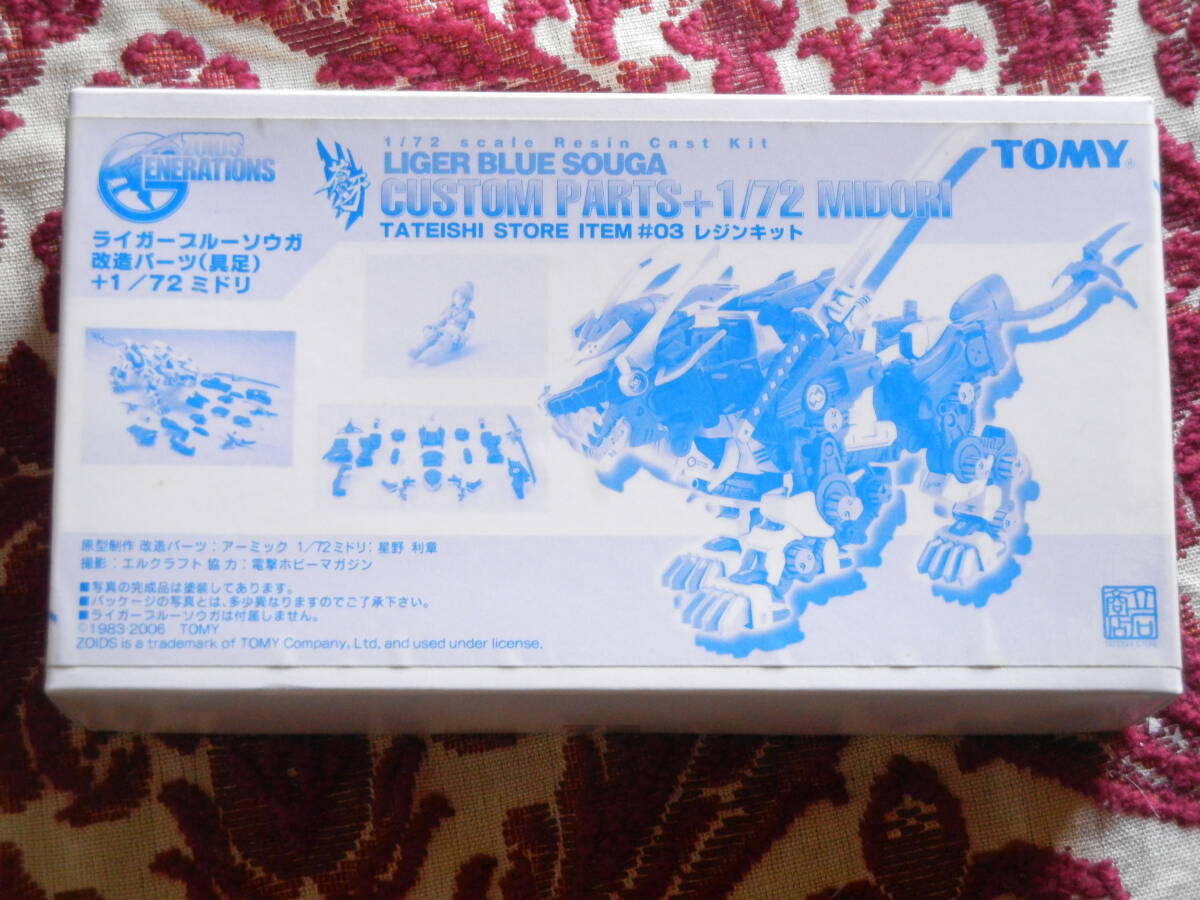 ZOIDS
GENERATIONS
ライガーブルーソウガ
改造パーツ(具足)
+1/72 ミドリ
1/72 scale Resin Cast Kit
蒼牙
LIGER BLUE SOUGA
CUSTOM PARTS+1/72 MIDORI
TATEISHI STORE ITEM #03 レジンキット
TOMY®
原型制作 改造パーツ:アーミック 1/72ミドリ:星野 利章
撮影:エルクラフト 協力:電撃ホビーマガジン
■写真の完成品は塗装してあります。
■パッケージの写真とは、多少異なりますのでご了承下さい。
■ライガーブルーソウガは付属しません。
©1983-2006 TOMY
ZOIDS is a trademark of TOMY Company, Ltd. and used under license.
立石
商店
TATEISHI STORE